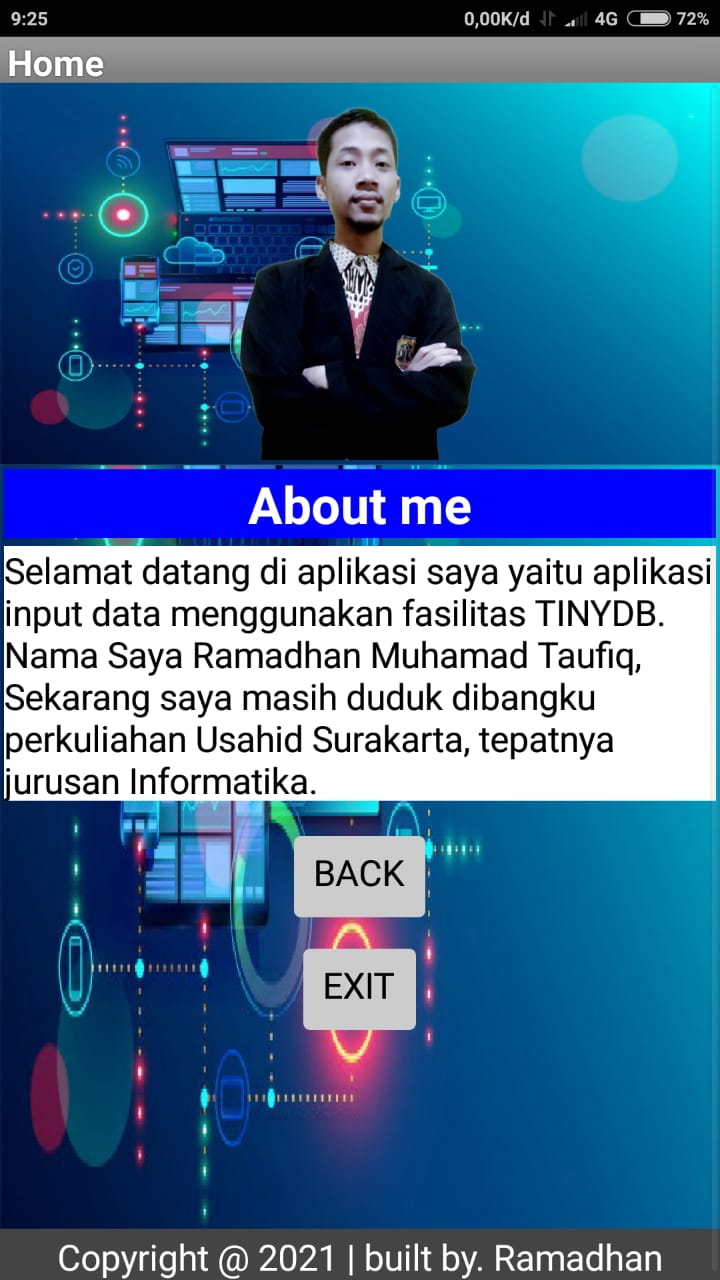 9:25 0,00K/d 4G 72%
Home
About me
Selamat datang di aplikasi saya yaitu aplikasi
input data menggunakan fasilitas TINYDB.
Nama Saya Ramadhan Muhamad Taufiq,
Sekarang saya masih duduk dibangku
perkuliahan Usahid Surakarta, tepatnya
jurusan Informatika.
BACK
EXIT
Copyright @ 2021 | built by. Ramadhan